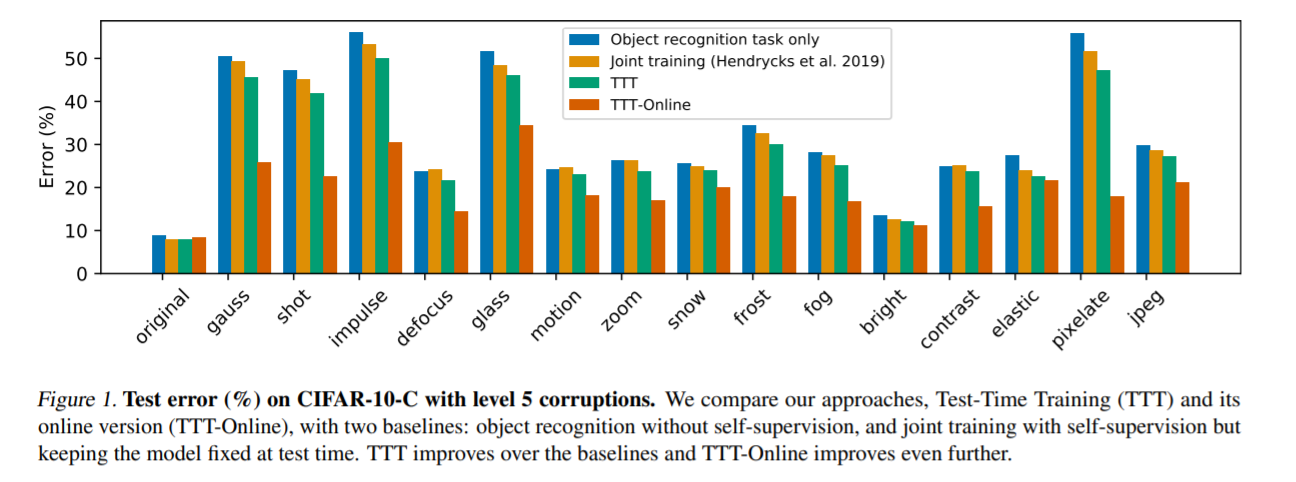 Object recognition task only
Joint training (Hendrycks et al. 2019)
TTT
TTT-Online
Error (%)
50
40
30
20
10
0
original
gauss
shot
impulse
defocus
glass
motion
zoom
snow
frost
fog
bright
contrast
elastic
pixelate
jpeg
Figure 1. Test error (%) on CIFAR-10-C with level 5 corruptions. We compare our approaches, Test-Time Training (TTT) and its
online version (TTT-Online), with two baselines: object recognition without self-supervision, and joint training with self-supervision but
keeping the model fixed at test time. TTT improves over the baselines and TTT-Online improves even further.